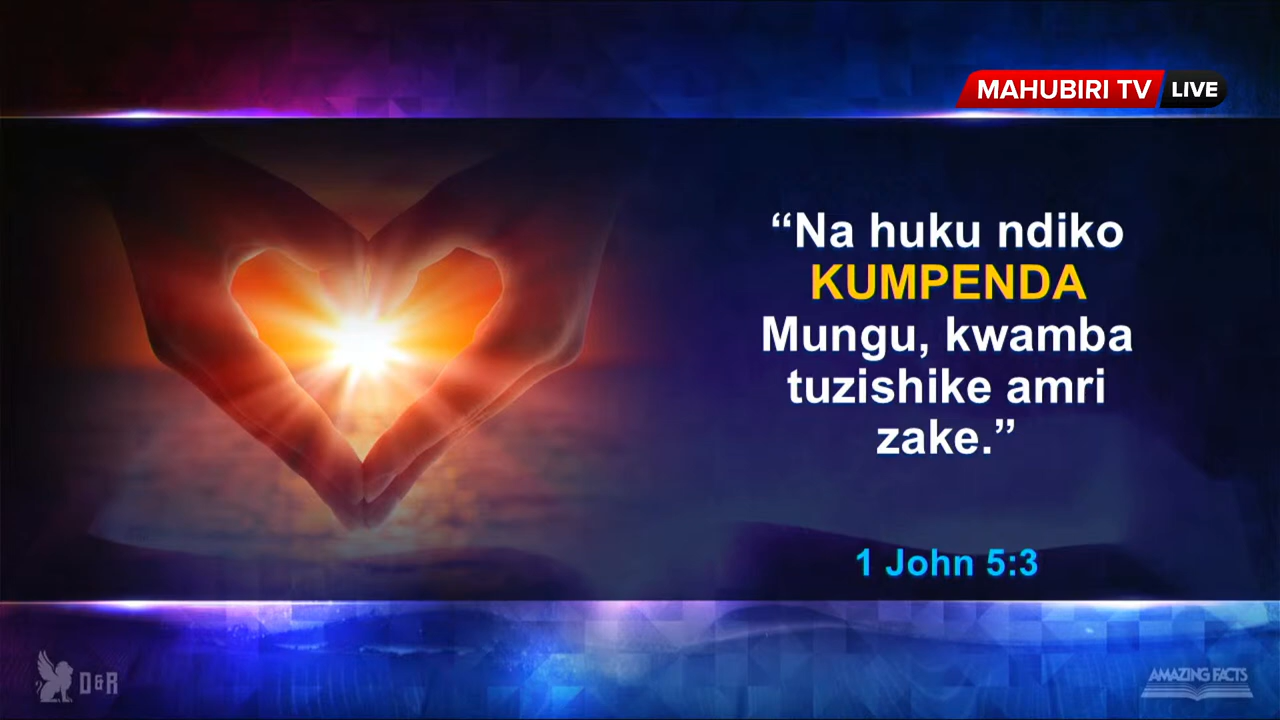 MAHUBIRI TV LIVE
“Na huku ndiko
KUMPENDA
Mungu, kwamba
tuzishike amri
zake.”
1 John 5:3
D&R
AMAZING FACTS